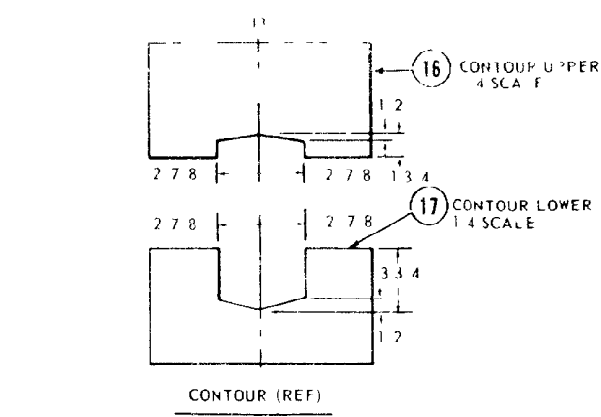 16 CONTOUR UPPER
4 SCA E
1 2
2 7 8 2 7 8 1 3 4
17 CONTOUR LOWER
1 4 SCALE
2 7 8 2 7 8
3 3 4
1 2
CONTOUR (REF)